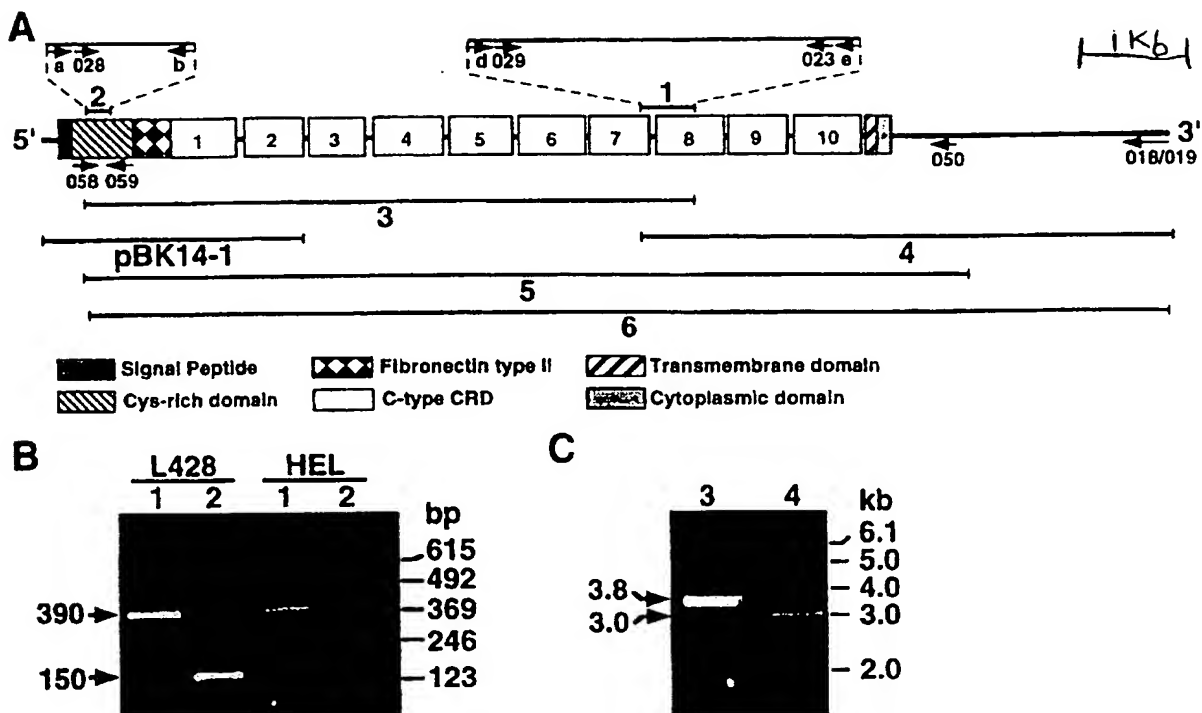 A
a 028 b
d 029 023 e
1 Kb
2
1
5' 1 2 3 4 5 6 7 8 9 10 3'
058 059
050
018/019
3
pBK14-1
4
5
6
Signal Peptide Fibronectin type II Transmembrane domain
Cys-rich domain C-type CRD Cytoplasmic domain
B
L428 HEL
1 2 1 2 bp
615
492
390 369
246
150 123
C
3 4 kb
6.1
5.0
3.8 4.0
3.0 3.0
2.0